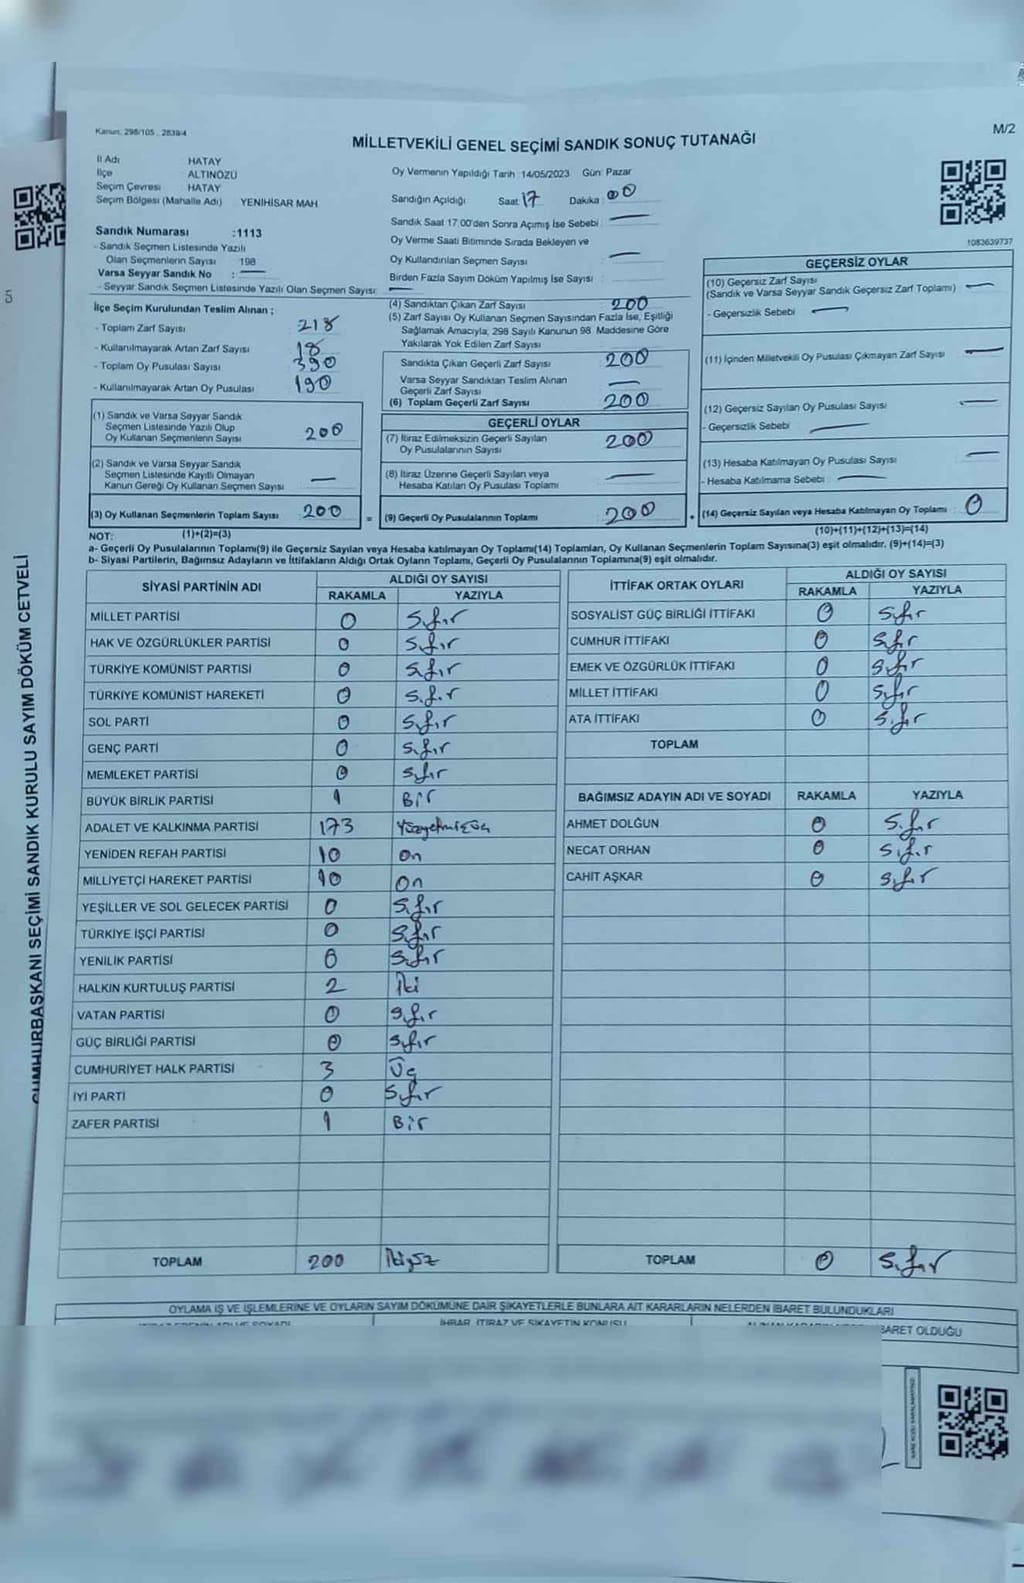 Kanun: 298/105 , 2839/4
M/2
MİLLETVEKİLİ GENEL SEÇİMİ SANDIK SONUÇ TUTANAĞI
İl Adı HATAY
İlçe ALTINÖZÜ
Seçim Çevresi HATAY
Seçim Bölgesi (Mahalle Adı) YENİHİSAR MAH
Sandık Numarası :1113
- Sandık Seçmen Listesinde Yazılı
Olan Seçmenlerin Sayısı 198
Varsa Seyyar Sandık No : —
- Seyyar Sandık Seçmen Listesinde Yazılı Olan Seçmen Sayısı: —
Oy Vermenin Yapıldığı Tarih :14/05/2023 Gün: Pazar
Sandığın Açıldığı Saat: 17 Dakika : 00
Sandık Saat 17:00'den Sonra Açımış İse Sebebi : —
Oy Verme Saati Bitiminde Sırada Bekleyen ve
Oy Kullandırılan Seçmen Sayısı : —
Birden Fazla Sayım Döküm Yapılmış İse Sayısı :
1083639737
İlçe Seçim Kurulundan Teslim Alınan ;
- Toplam Zarf Sayısı 218
- Kullanılmayarak Artan Zarf Sayısı 18
- Toplam Oy Pusulası Sayısı 390
- Kullanılmayarak Artan Oy Pusulası 190
(1) Sandık ve Varsa Seyyar Sandık
Seçmen Listesinde Yazılı Olup
Oy Kullanan Seçmenlerin Sayısı 200
(2) Sandık ve Varsa Seyyar Sandık
Seçmen Listesinde Kayıtlı Olmayan
Kanun Gereği Oy Kullanan Seçmen Sayısı —
(3) Oy Kullanan Seçmenlerin Toplam Sayısı 200 =
(1)+(2)=(3)
(4) Sandıktan Çıkan Zarf Sayısı 200
(5) Zarf Sayısı Oy Kullanan Seçmen Sayısından Fazla İse, Eşitliği
Sağlamak Amacıyla; 298 Sayılı Kanunun 98. Maddesine Göre
Yakılarak Yok Edilen Zarf Sayısı
Sandıkta Çıkan Geçerli Zarf Sayısı 200
Varsa Seyyar Sandıktan Teslim Alınan
Geçerli Zarf Sayısı —
(6) Toplam Geçerli Zarf Sayısı 200
GEÇERLİ OYLAR
(7) İtiraz Edilmeksizin Geçerli Sayılan
Oy Pusulalarının Sayısı 200
(8) İtiraz Üzerine Geçerli Sayılan veya
Hesaba Katılan Oy Pusulası Toplamı —
(9) Geçerli Oy Pusulalarının Toplamı 200 +
GEÇERSİZ OYLAR
(10) Geçersiz Zarf Sayısı
(Sandık ve Varsa Seyyar Sandık Geçersiz Zarf Toplamı) —
- Geçersizlik Sebebi —
(11) İçinden Milletvekili Oy Pusulası Çıkmayan Zarf Sayısı —
(12) Geçersiz Sayılan Oy Pusulası Sayısı —
- Geçersizlik Sebebi —
(13) Hesaba Katılmayan Oy Pusulası Sayısı —
- Hesaba Katılmama Sebebi —
(14) Geçersiz Sayılan veya Hesaba Katılmayan Oy Toplamı : 0
(10)+(11)+(12)+(13)=(14)
NOT:
a- Geçerli Oy Pusulalarının Toplamı(9) ile Geçersiz Sayılan veya Hesaba katılmayan Oy Toplamı(14) Toplamları, Oy Kullanan Seçmenlerin Toplam Sayısına(3) eşit olmalıdır. (9)+(14)=(3)
b- Siyasi Partilerin, Bağımsız Adayların ve İttifakların Aldığı Ortak Oyların Toplamı, Geçerli Oy Pusulalarının Toplamına(9) eşit olmalıdır.
SİYASİ PARTİNİN ADI ALDIĞI OY SAYISI
RAKAMLA YAZIYLA
MİLLET PARTİSİ 0 Sıfır
HAK VE ÖZGÜRLÜKLER PARTİSİ 0 Sıfır
TÜRKİYE KOMÜNİST PARTİSİ 0 Sıfır
TÜRKİYE KOMÜNİST HAREKETİ 0 Sıfır
SOL PARTİ 0 Sıfır
GENÇ PARTİ 0 Sıfır
MEMLEKET PARTİSİ 0 Sıfır
BÜYÜK BİRLİK PARTİSİ 1 Bir
ADALET VE KALKINMA PARTİSİ 173
YENİDEN REFAH PARTİSİ 10 On
MİLLİYETÇİ HAREKET PARTİSİ 10 On
YEŞİLLER VE SOL GELECEK PARTİSİ 0 Sıfır
TÜRKİYE İŞÇİ PARTİSİ 0 Sıfır
YENİLİK PARTİSİ 0 Sıfır
HALKIN KURTULUŞ PARTİSİ 2 İki
VATAN PARTİSİ 0 Sıfır
GÜÇ BİRLİĞİ PARTİSİ 0 Sıfır
CUMHURİYET HALK PARTİSİ 3 Üç
İYİ PARTİ 0 Sıfır
ZAFER PARTİSİ 1 Bir
TOPLAM 200
İTTİFAK ORTAK OYLARI ALDIĞI OY SAYISI
RAKAMLA YAZIYLA
SOSYALİST GÜÇ BİRLİĞİ İTTİFAKI 0 Sıfır
CUMHUR İTTİFAKI 0 Sıfır
EMEK VE ÖZGÜRLÜK İTTİFAKI 0 Sıfır
MİLLET İTTİFAKI 0 Sıfır
ATA İTTİFAKI 0 Sıfır
TOPLAM
BAĞIMSIZ ADAYIN ADI VE SOYADI RAKAMLA YAZIYLA
AHMET DOLĞUN 0 Sıfır
NECAT ORHAN 0 Sıfır
CAHİT AŞKAR 0 Sıfır
TOPLAM 0 Sıfır
OYLAMA İŞ VE İŞLEMLERİNE VE OYLARIN SAYIM DÖKÜMÜNE DAİR ŞİKAYETLERLE BUNLARA AİT KARARLARIN NELERDEN İBARET BULUNDUKLARI
İHBAR, İTİRAZ VE ŞİKAYETİN KONUSU
BARET OLDUĞU
CUMHURBAŞKANI SEÇİMİ SANDIK KURULU SAYIM DÖKÜM CETVELİ